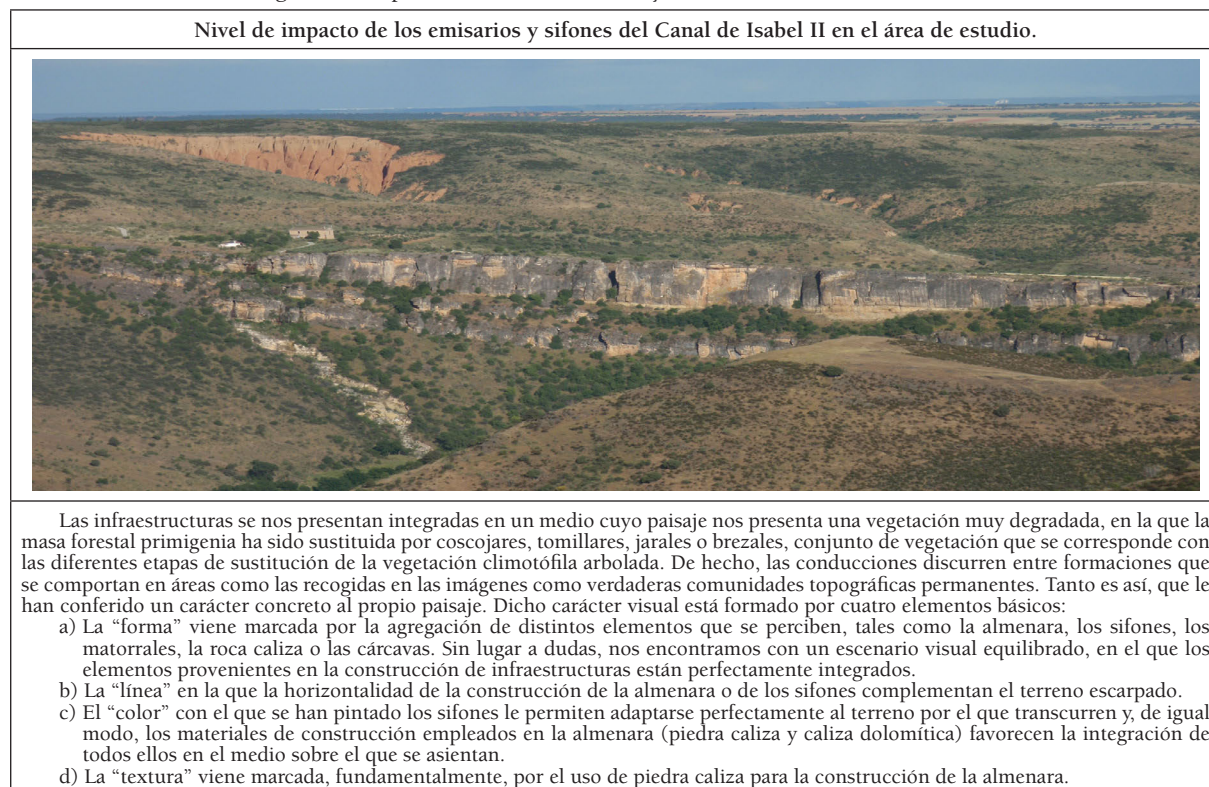 Nivel de impacto de los emisarios y sifones del Canal de Isabel II en el área de estudio.
Las infraestructuras se nos presentan integradas en un medio cuyo paisaje nos presenta una vegetación muy degradada, en la que la
masa forestal primigenia ha sido sustituida por coscojares, tomillares, jarales o brezales, conjunto de vegetación que se corresponde con
las diferentes etapas de sustitución de la vegetación climotófila arbolada. De hecho, las conducciones discurren entre formaciones que
se comportan en áreas como las recogidas en las imágenes como verdaderas comunidades topográficas permanentes. Tanto es así, que le
han conferido un carácter concreto al propio paisaje. Dicho carácter visual está formado por cuatro elementos básicos:
a) La “forma” viene marcada por la agregación de distintos elementos que se perciben, tales como la almenara, los sifones, los
matorrales, la roca caliza o las cárcavas. Sin lugar a dudas, nos encontramos con un escenario visual equilibrado, en el que los
elementos provenientes en la construcción de infraestructuras están perfectamente integrados.
b) La “línea” en la que la horizontalidad de la construcción de la almenara o de los sifones complementan el terreno escarpado.
c) El “color” con el que se han pintado los sifones le permiten adaptarse perfectamente al terreno por el que transcurren y, de igual
modo, los materiales de construcción empleados en la almenara (piedra caliza y caliza dolomítica) favorecen la integración de
todos ellos en el medio sobre el que se asientan.
d) La “textura” viene marcada, fundamentalmente, por el uso de piedra caliza para la construcción de la almenara.